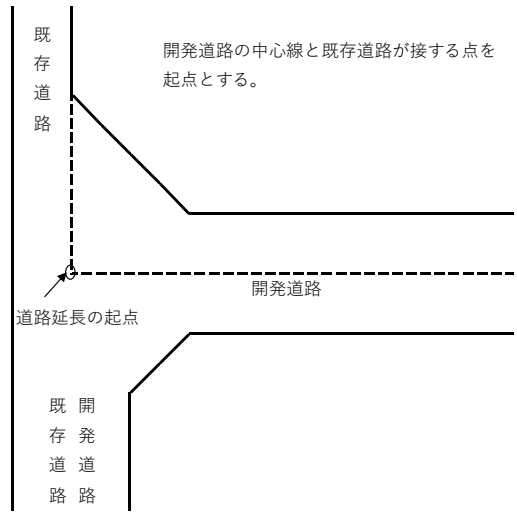 既存道路
開発道路の中心線と既存道路が接する点を
起点とする。
開発道路
道路延長の起点
開発道路
既存道路